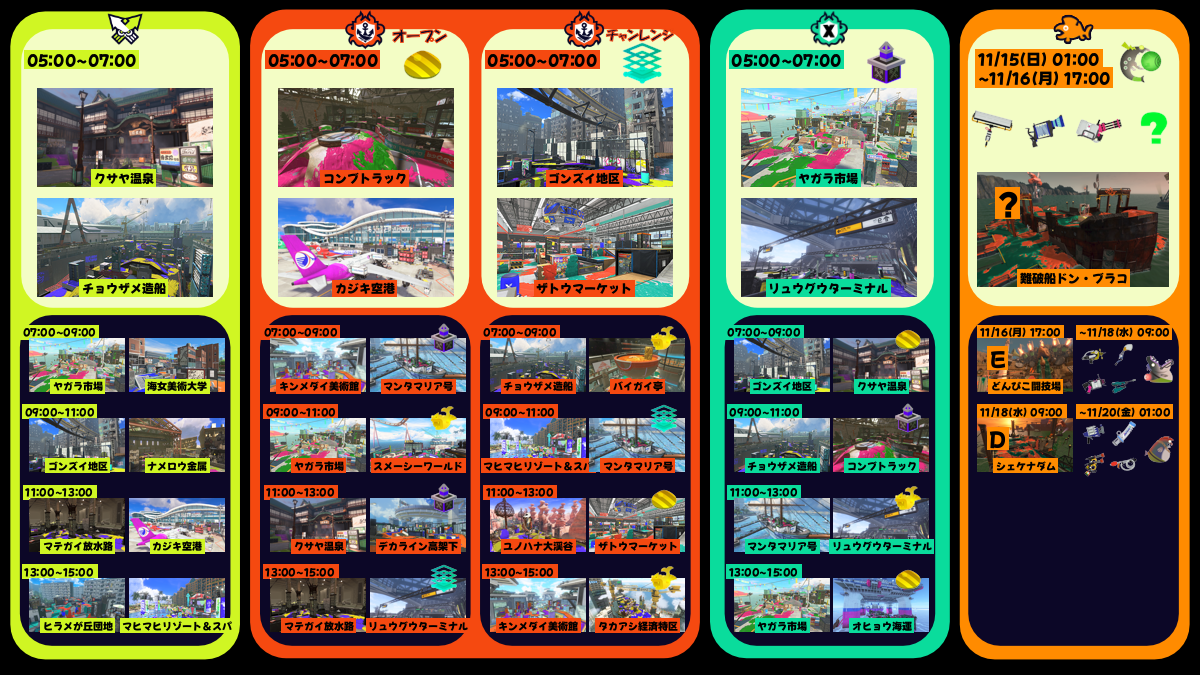 05:00~07:00
クサヤ温泉
チョウザメ造船
07:00~09:00
ヤガラ市場
海女美術大学
09:00~11:00
ゴンズイ地区
ナメロウ金属
11:00~13:00
マテガイ放水路
カジキ空港
13:00~15:00
ヒラメが丘団地
マヒマヒリゾート&スパ
オープン
05:00~07:00
コンブトラック
カジキ空港
07:00~09:00
キンメダイ美術館
マンタマリア号
09:00~11:00
ヤガラ市場
スメーシーワールド
11:00~13:00
クサヤ温泉
デカライン高架下
13:00~15:00
マテガイ放水路
リュウグウターミナル
チャンレンジ
05:00~07:00
ゴンズイ地区
ザトウマーケット
07:00~09:00
チョウザメ造船
バイガイ亭
09:00~11:00
マヒマヒリゾート&スパ
マンタマリア号
11:00~13:00
ユノハナ大渓谷
ザトウマーケット
13:00~15:00
キンメダイ美術館
タカアシ経済特区
X
05:00~07:00
ヤガラ市場
リュウグウターミナル
07:00~09:00
ゴンズイ地区
クサヤ温泉
09:00~11:00
チョウザメ造船
コンブトラック
11:00~13:00
マンタマリア号
リュウグウターミナル
13:00~15:00
ヤガラ市場
オヒョウ海運
11/15(日) 01:00
~11/16(月) 17:00
?
?
難破船ドン・ブラコ
11/16(月) 17:00 ~11/18(水) 09:00
E
どんぴこ闘技場
11/18(水) 09:00 ~11/20(金) 01:00
D
シェケナダム